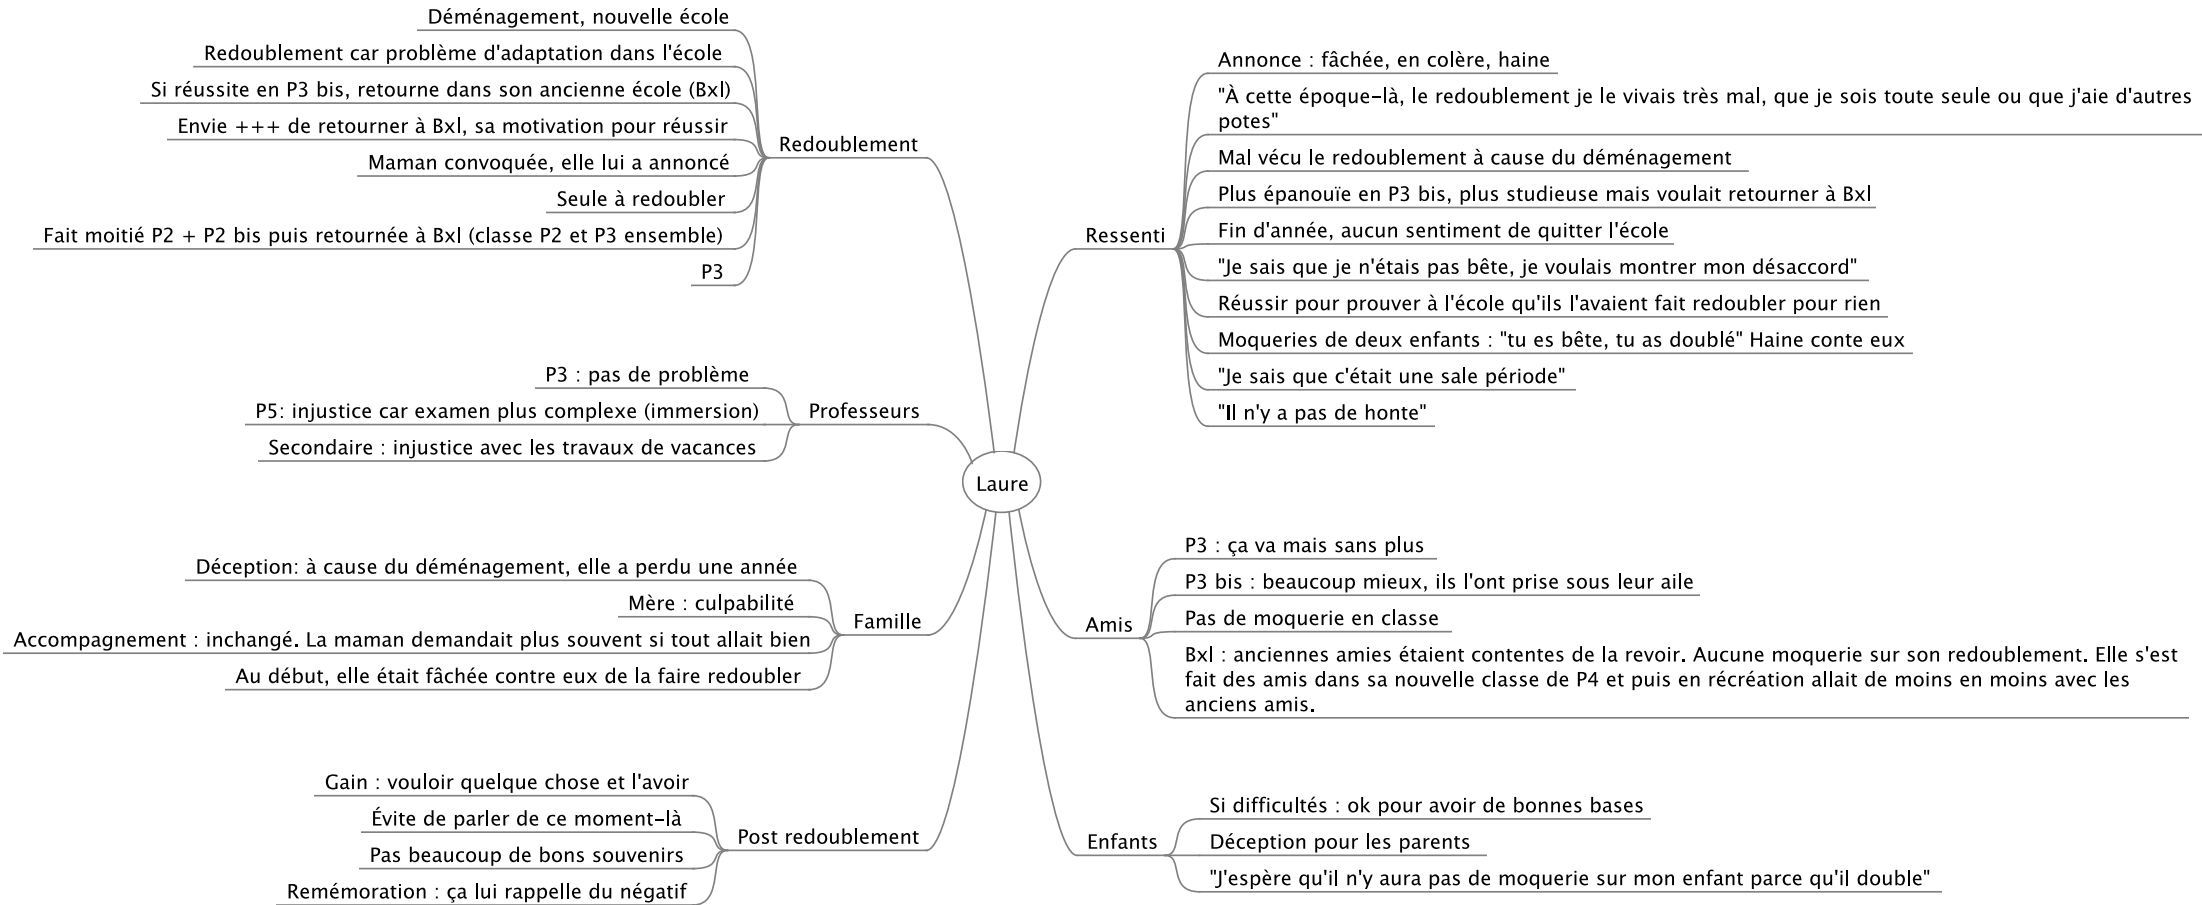 Laure
Redoublement
Déménagement, nouvelle école
Redoublement car problème d'adaptation dans l'école
Si réussite en P3 bis, retourne dans son ancienne école (Bxl)
Envie +++ de retourner à Bxl, sa motivation pour réussir
Maman convoquée, elle lui a annoncé
Seule à redoubler
Fait moitié P2 + P2 bis puis retournée à Bxl (classe P2 et P3 ensemble)
P3
Professeurs
P3 : pas de problème
P5: injustice car examen plus complexe (immersion)
Secondaire : injustice avec les travaux de vacances
Famille
Déception: à cause du déménagement, elle a perdu une année
Mère : culpabilité
Accompagnement : inchangé. La maman demandait plus souvent si tout allait bien
Au début, elle était fâchée contre eux de la faire redoubler
Post redoublement
Gain : vouloir quelque chose et l'avoir
Évite de parler de ce moment-là
Pas beaucoup de bons souvenirs
Remémoration : ça lui rappelle du négatif
Ressenti
Annonce : fâchée, en colère, haine
"À cette époque-là, le redoublement je le vivais très mal, que je sois toute seule ou que j'aie d'autres
potes"
Mal vécu le redoublement à cause du déménagement
Plus épanouïe en P3 bis, plus studieuse mais voulait retourner à Bxl
Fin d'année, aucun sentiment de quitter l'école
"Je sais que je n'étais pas bête, je voulais montrer mon désaccord"
Réussir pour prouver à l'école qu'ils l'avaient fait redoubler pour rien
Moqueries de deux enfants : "tu es bête, tu as doublé" Haine conte eux
"Je sais que c'était une sale période"
"Il n'y a pas de honte"
Amis
P3 : ça va mais sans plus
P3 bis : beaucoup mieux, ils l'ont prise sous leur aile
Pas de moquerie en classe
Bxl : anciennes amies étaient contentes de la revoir. Aucune moquerie sur son redoublement. Elle s'est
fait des amis dans sa nouvelle classe de P4 et puis en récréation allait de moins en moins avec les
anciens amis.
Enfants
Si difficultés : ok pour avoir de bonnes bases
Déception pour les parents
"J'espère qu'il n'y aura pas de moquerie sur mon enfant parce qu'il double"